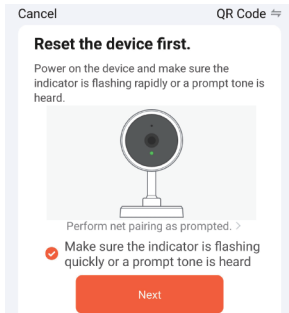 Cancel
QR Code
Reset the device first.
Power on the device and make sure the
indicator is flashing rapidly or a prompt tone is
heard.
Perform net pairing as prompted. >
Make sure the indicator is flashing
quickly or a prompt tone is heard
Next